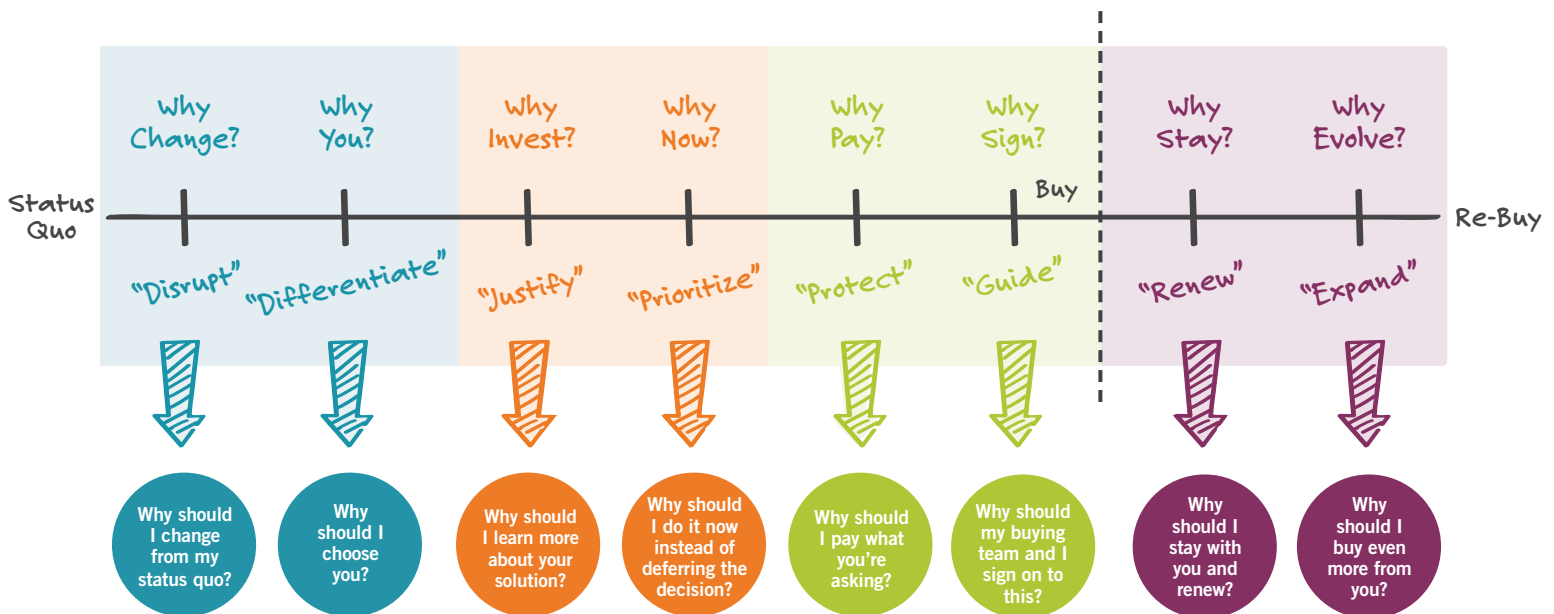 Why
Change?
Why
You?
Why
Invest?
Why
Now?
Why
Pay?
Why
Sign?
Why
Stay?
Why
Evolve?
Status
Quo
Buy
Re-Buy
"Disrupt"
"Differentiate"
"Justify"
"Prioritize"
"Protect"
"Guide"
"Renew"
"Expand"
Why should
I change
from my
status quo?
Why
should I
choose
you?
Why should
I learn more
about your
solution?
Why should
I do it now
instead of
deferring the
decision?
Why should
I pay what
you're
asking?
Why should
my buying
team and I
sign on to
this?
Why
should I
stay with
you and
renew?
Why
should I
buy even
more from
you?